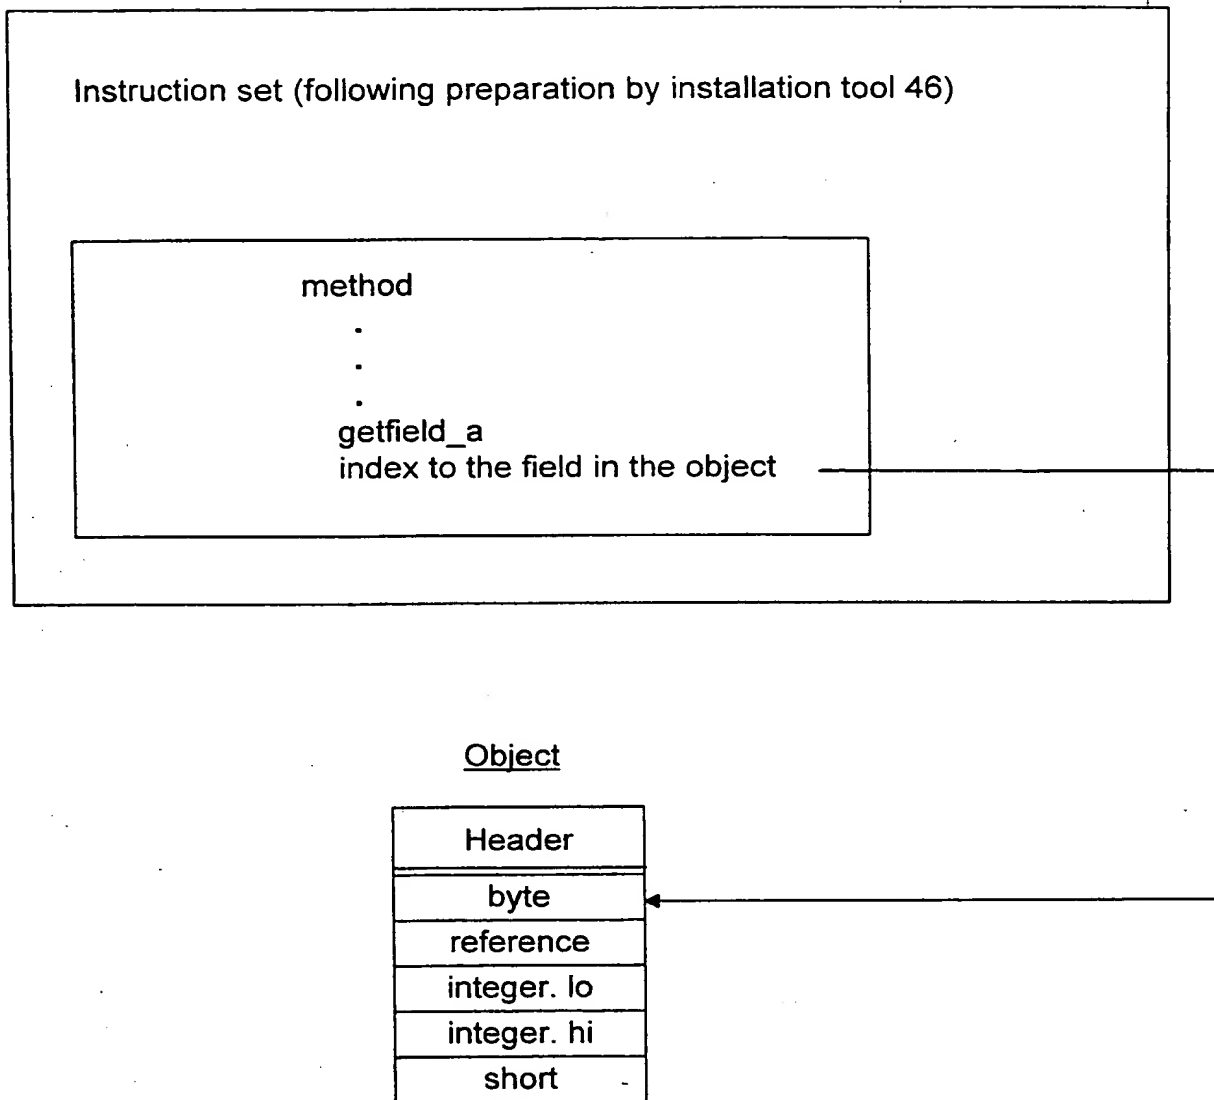 Instruction set (following preparation by installation tool 46)
method
.
.
.
getfield_a
index to the field in the object
Object
Header
byte
reference
integer. lo
integer. hi
short